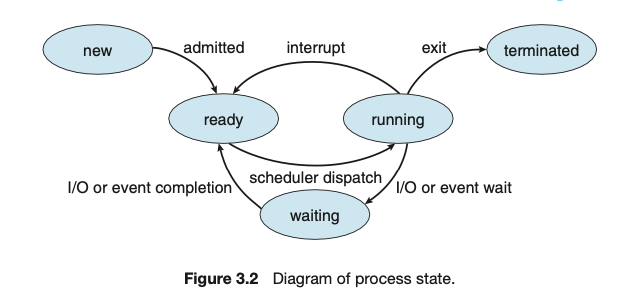 new
admitted
interrupt
exit
terminated
ready
running
scheduler dispatch
I/O or event completion
I/O or event wait
waiting
Figure 3.2 Diagram of process state.